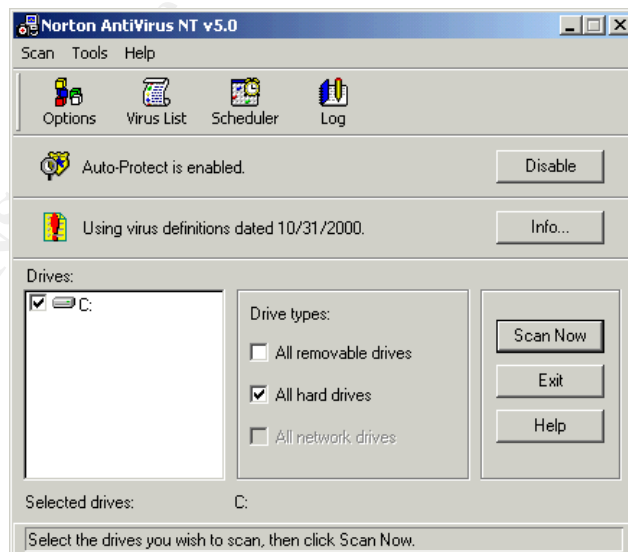 Norton AntiVirus NT v5.0
Scan Tools Help
Options Virus List Scheduler Log
Auto-Protect is enabled.
Disable
Using virus definitions dated 10/31/2000.
Info...
Drives:
C:
Drive types:
All removable drives
All hard drives
All network drives
Scan Now
Exit
Help
Selected drives: C:
Select the drives you wish to scan, then click Scan Now.